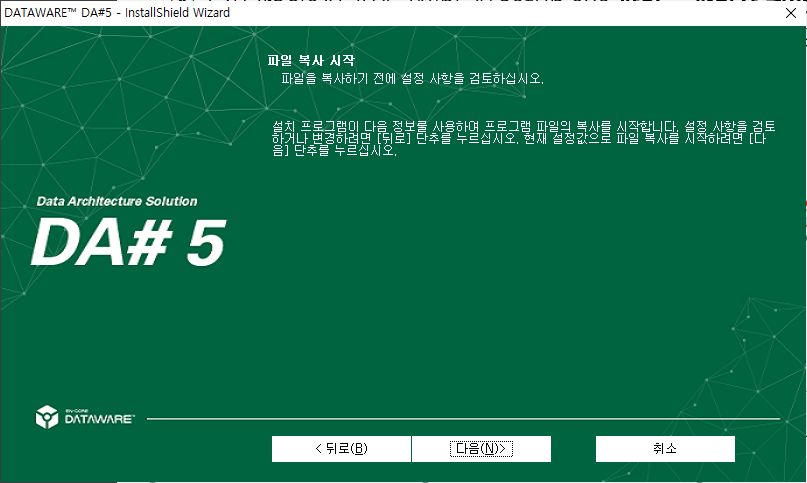 DATAWARE™ DA#5 - InstallShield Wizard
파일 복사 시작
파일을 복사하기 전에 설정 사항을 검토하십시오.
설치 프로그램이 다음 정보를 사용하여 프로그램 파일의 복사를 시작합니다. 설정 사항을 검토
하거나 변경하려면 [뒤로] 단추를 누르십시오. 현재 설정값으로 파일 복사를 시작하려면 [다
음] 단추를 누르십시오.
Data Architecture Solution
DA# 5
EN-CORE
DATAWARE™
< 뒤로(B)
다음(N)>
취소